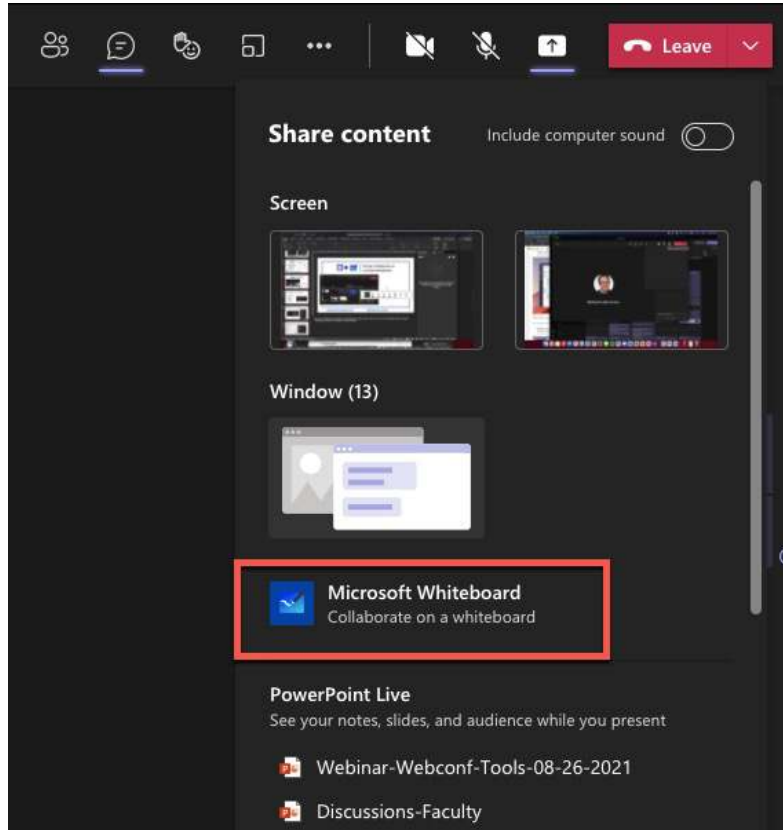 Leave
Share content
Include computer sound
Screen
Window (13)
Microsoft Whiteboard
Collaborate on a whiteboard
PowerPoint Live
See your notes, slides, and audience while you present
Webinar-Webconf-Tools-08-26-2021
Discussions-Faculty